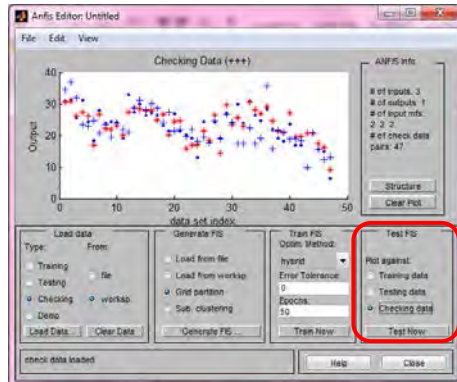 Anfis Editor: Untitled
File Edit View
Checking Data (+++)
Output
40
30
20
10
0
0 10 20 30 40 50
data set index
ANFIS Info.
# of inputs: 3
# of outputs: 1
# of input mfs:
2 2 2
# of check data
pairs: 47
Structure
Clear Plot
Load data
Type: From:
Training
Testing
Checking
Demo
file
worksp.
Load Data... Clear Data
Generate FIS
Load from file
Load from worksp.
Grid partition
Sub. clustering
Generate FIS ...
Train FIS
Optim. Method:
hybrid
Error Tolerance:
0
Epochs:
50
Train Now
Test FIS
Plot against:
Training data
Testing data
Checking data
Test Now
check data loaded
Help Close